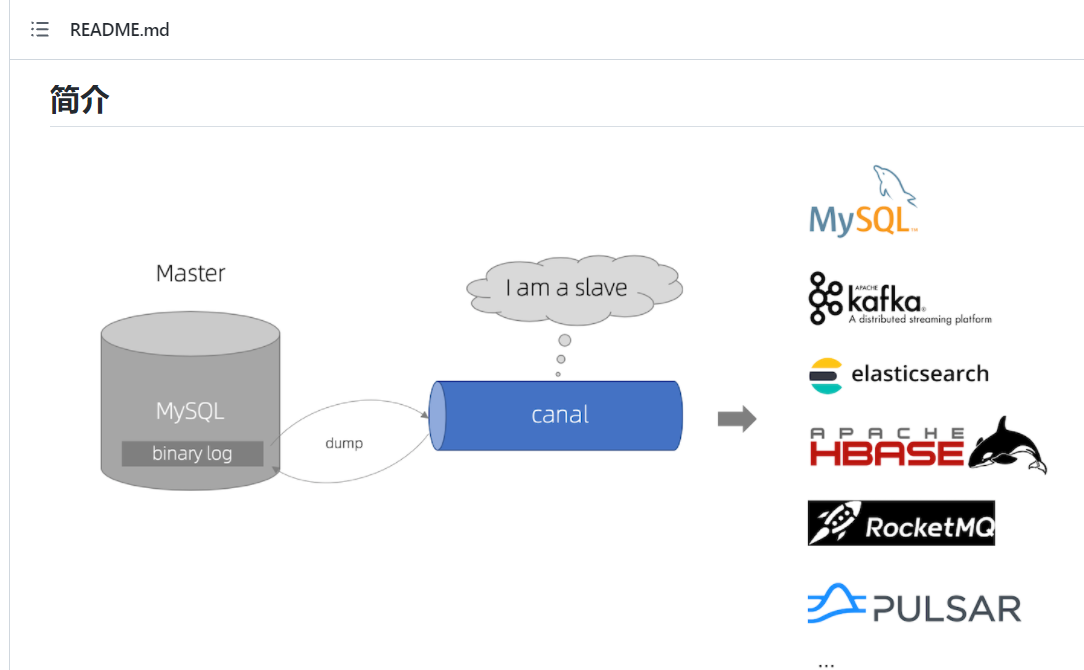 README.md
简介
Master
MySQL
binary log
dump
I am a slave
canal
MySQL™
APACHE
kafka®
A distributed streaming platform
elasticsearch
APACHE
HBASE
RocketMQ
PULSAR
...